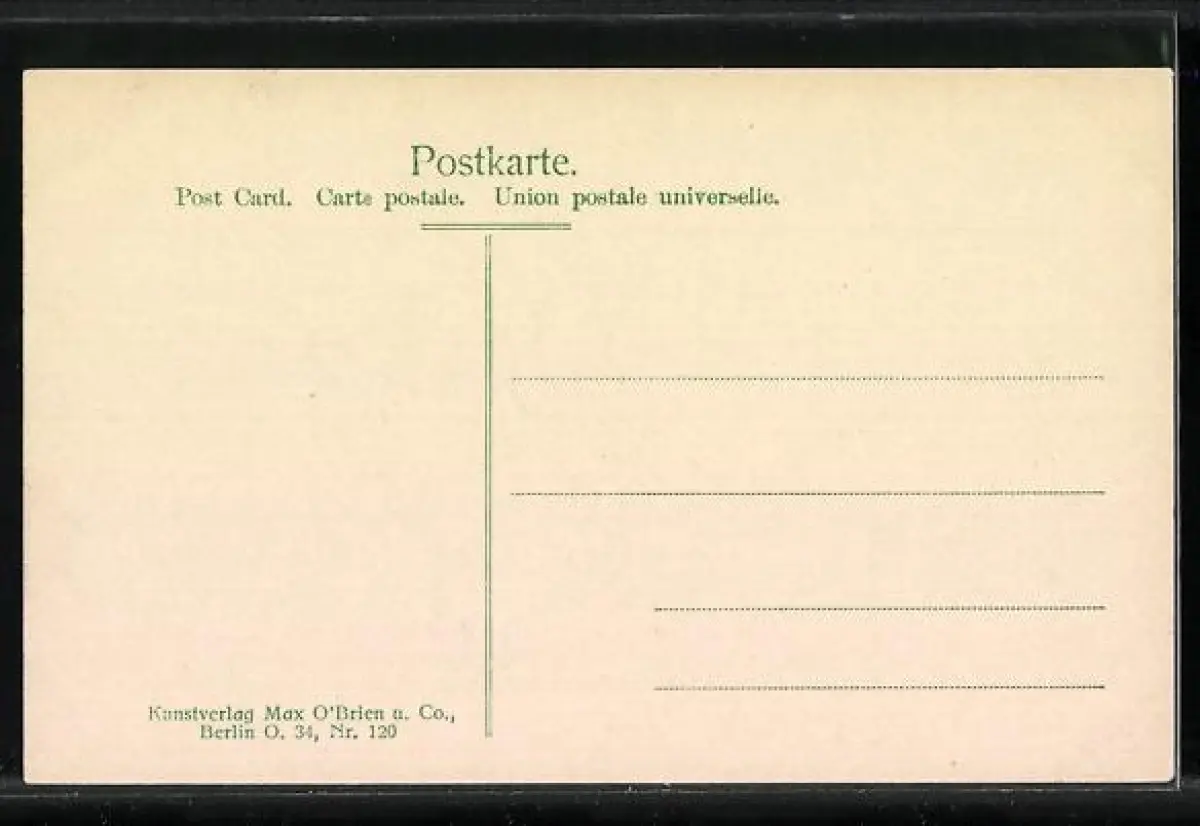 Postkarte.
Post Card. Carte postale. Union postale universelle.
Kunstverlag Max O'Brien u. Co.,
Berlin O. 34, Nr. 120